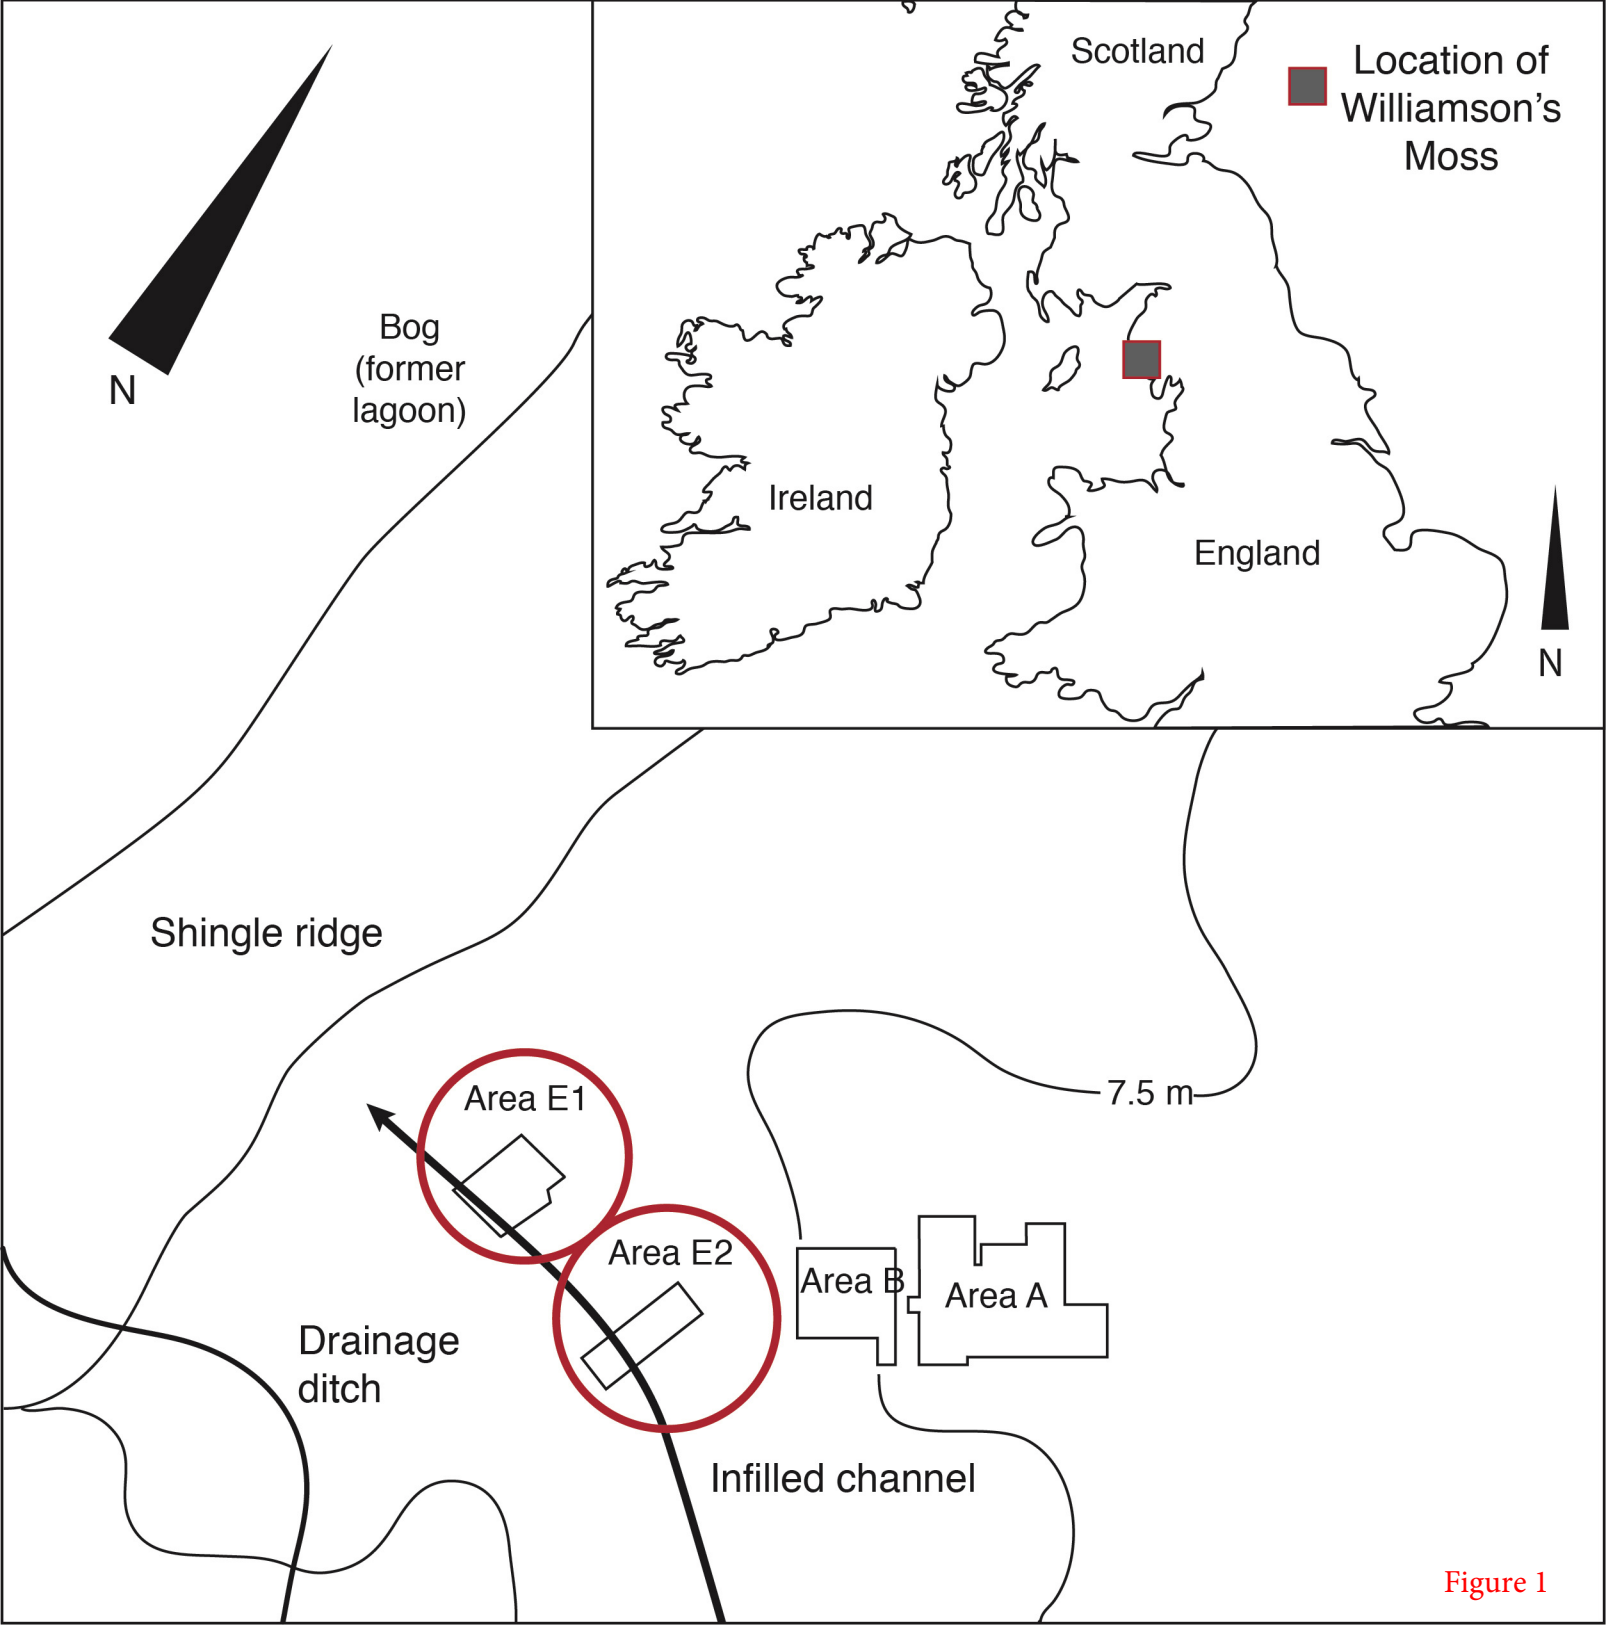 Scotland
Location of
Williamson’s
Moss
Ireland
England
N
N
Bog
(former
lagoon)
Shingle ridge
7.5 m
Area E1
Area E2
Area B
Area A
Drainage
ditch
Infilled channel
Figure 1